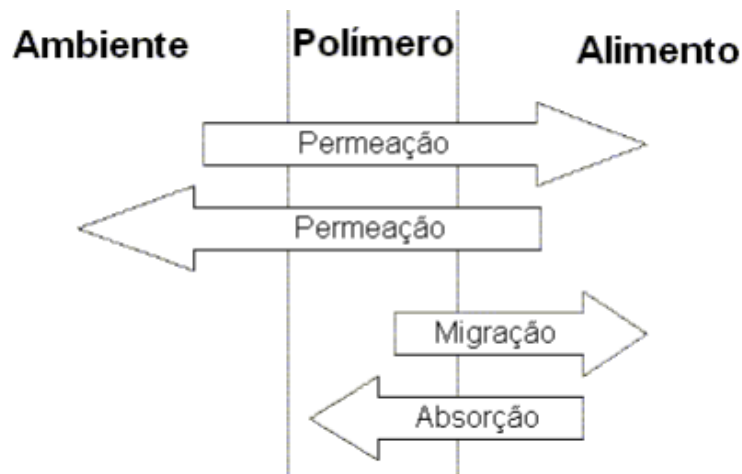 Ambiente Polímero Alimento
Permeação
Permeação
Migração
Absorção